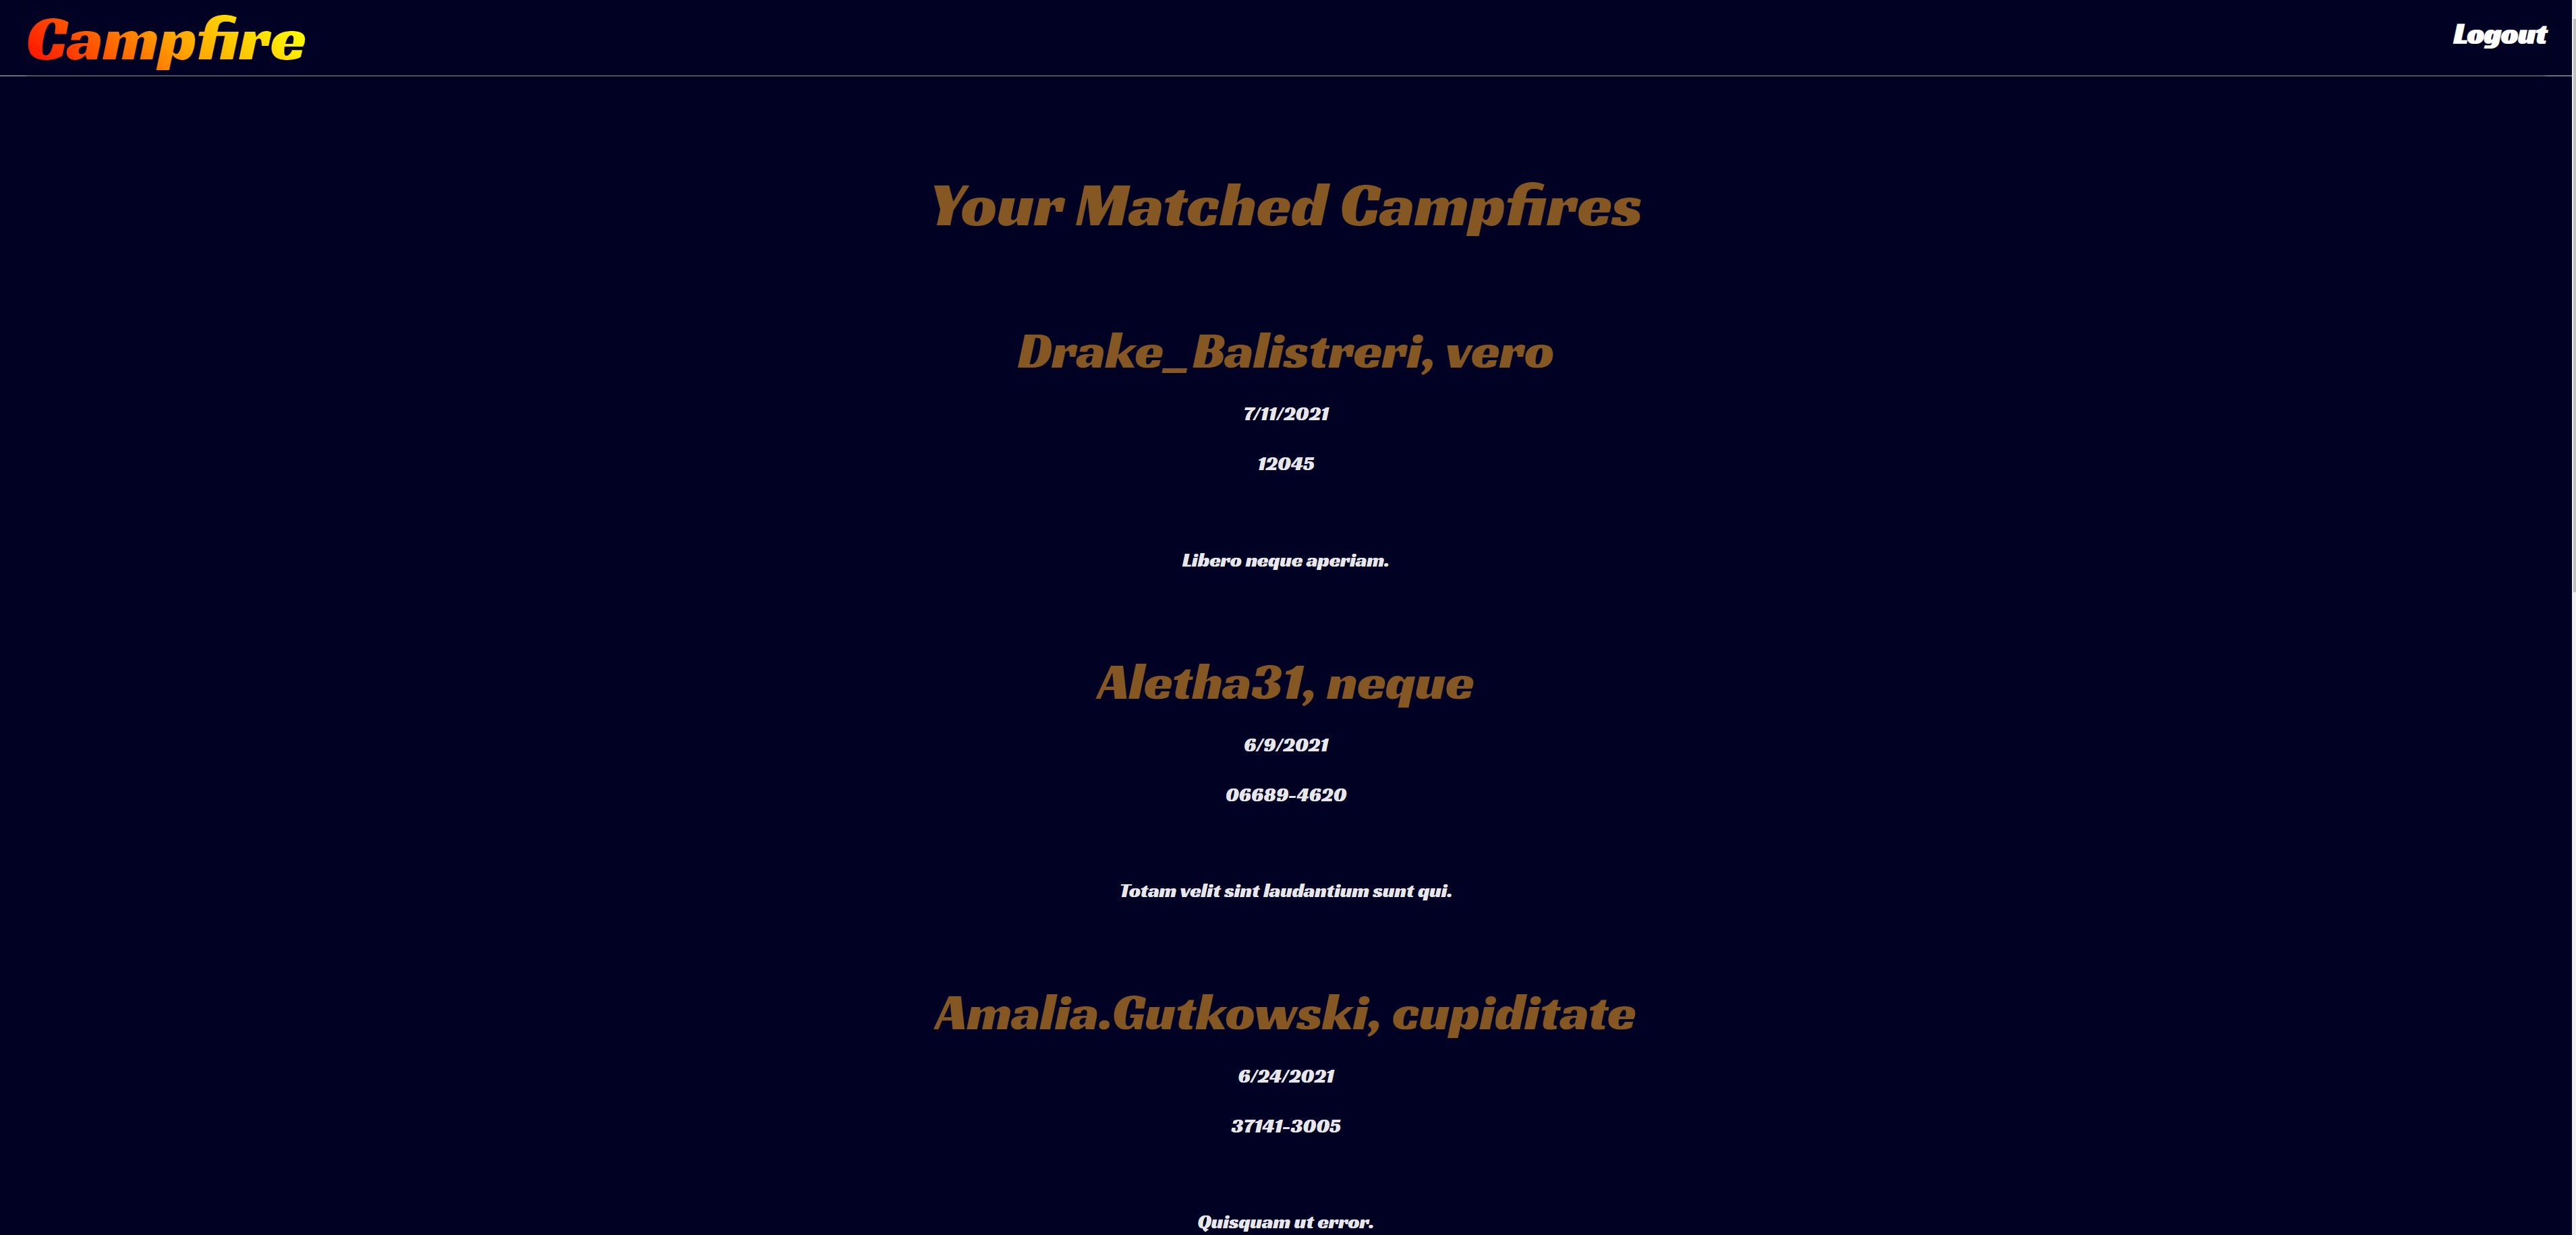 Campfire
Logout
Your Matched Campfires
Drake_Balistreri, vero
7/11/2021
12045
Libero neque aperiam.
Aletha31, neque
6/9/2021
06689-4620
Totam velit sint laudantium sunt qui.
Amalia.Gutkowski, cupiditate
6/24/2021
37141-3005
Quisquam ut error.